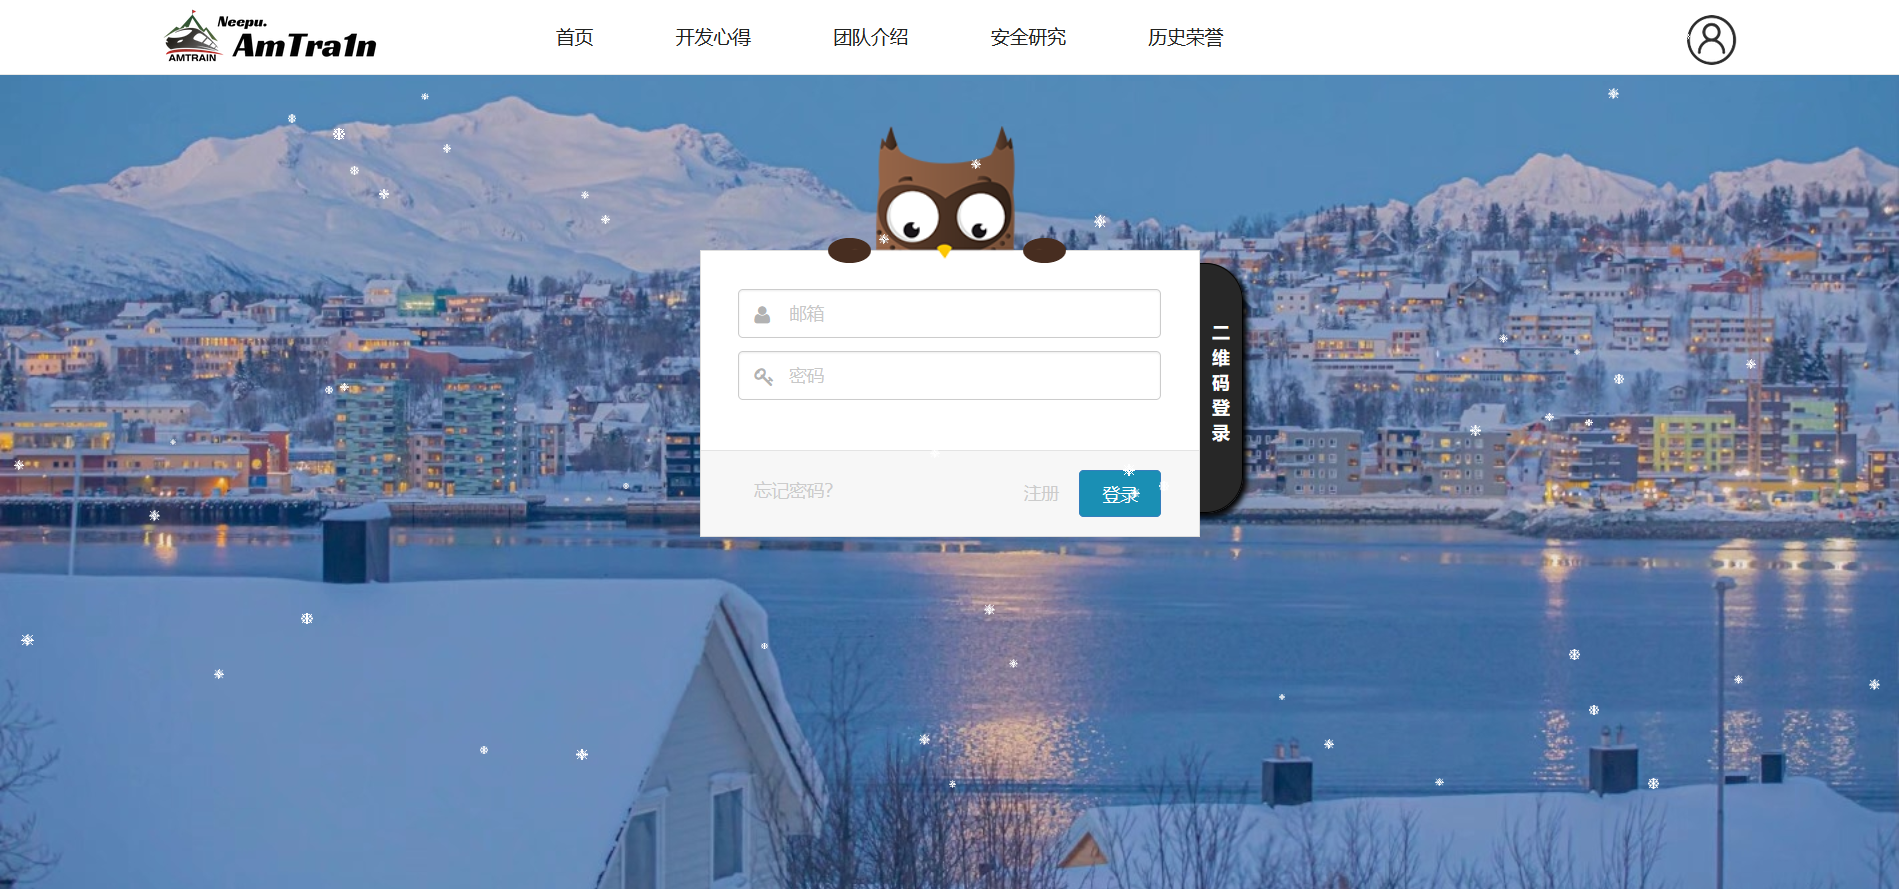 Neepu.
AmTra1n
AMTRAIN
首页 开发心得 团队介绍 安全研究 历史荣誉
邮箱
密码
二维码登录
忘记密码?
注册 登录